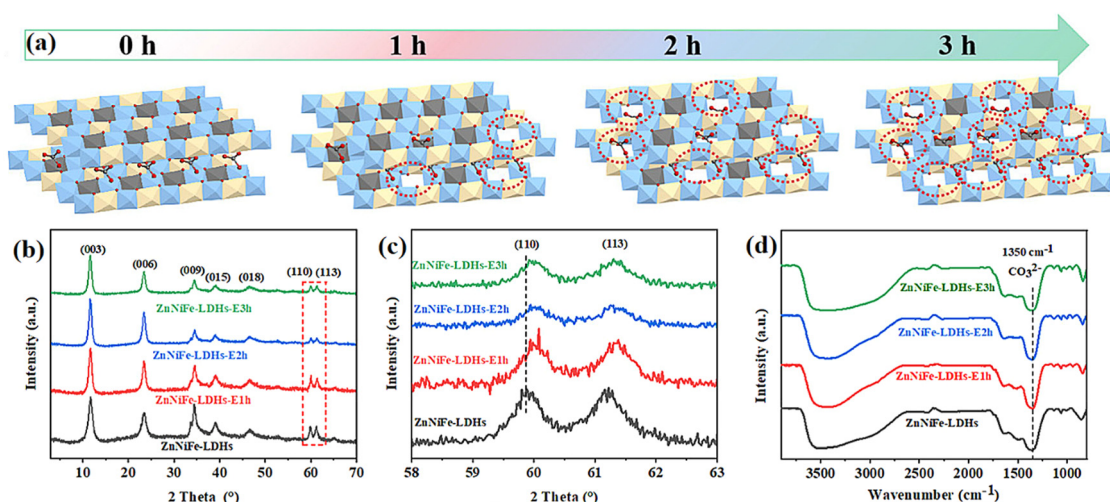 (a) 0 h 1 h 2 h 3 h
(b)
(003)
(006)
(009)
(015)
(018)
(110)
(113)
ZnNiFe-LDHs-E3h
ZnNiFe-LDHs-E2h
ZnNiFe-LDHs-E1h
ZnNiFe-LDHs
Intensity (a.u.)
10 20 30 40 50 60 70
2 Theta (°)
(c)
(110)
(113)
ZnNiFe-LDHs-E3h
ZnNiFe-LDHs-E2h
ZnNiFe-LDHs-E1h
ZnNiFe-LDHs
Intensity (a.u.)
58 59 60 61 62 63
2 Theta (°)
(d)
1350 cm⁻¹
CO₃²⁻
ZnNiFe-LDHs-E3h
ZnNiFe-LDHs-E2h
ZnNiFe-LDHs-E1h
ZnNiFe-LDHs
Intensity (a.u.)
3500 3000 2500 2000 1500 1000
Wavenumber (cm⁻¹)